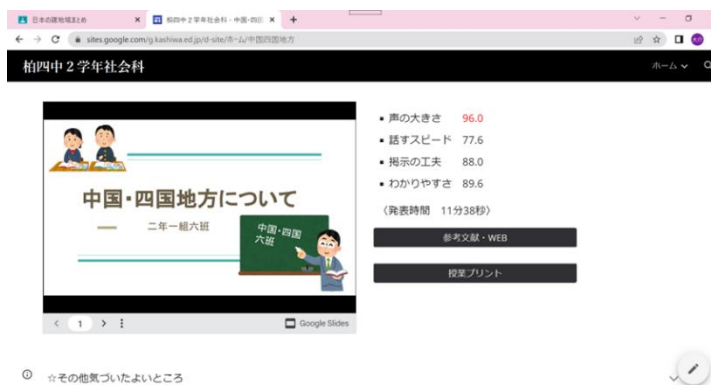 日本の諸地域まとめ
柏四中2学年社会科 - 中国・四国
sites.google.com/g.kashiwa.ed.jp/d-site/ホーム/中国四国地方
柏四中2学年社会科
ホーム
中国・四国地方について
二年一組六班
中国・四国
六班
1
Google Slides
声の大きさ 96.0
話すスピード 77.6
掲示の工夫 88.0
わかりやすさ 89.6
〈発表時間 11分38秒〉
参考文献・WEB
授業プリント
☆その他気づいたよいところ